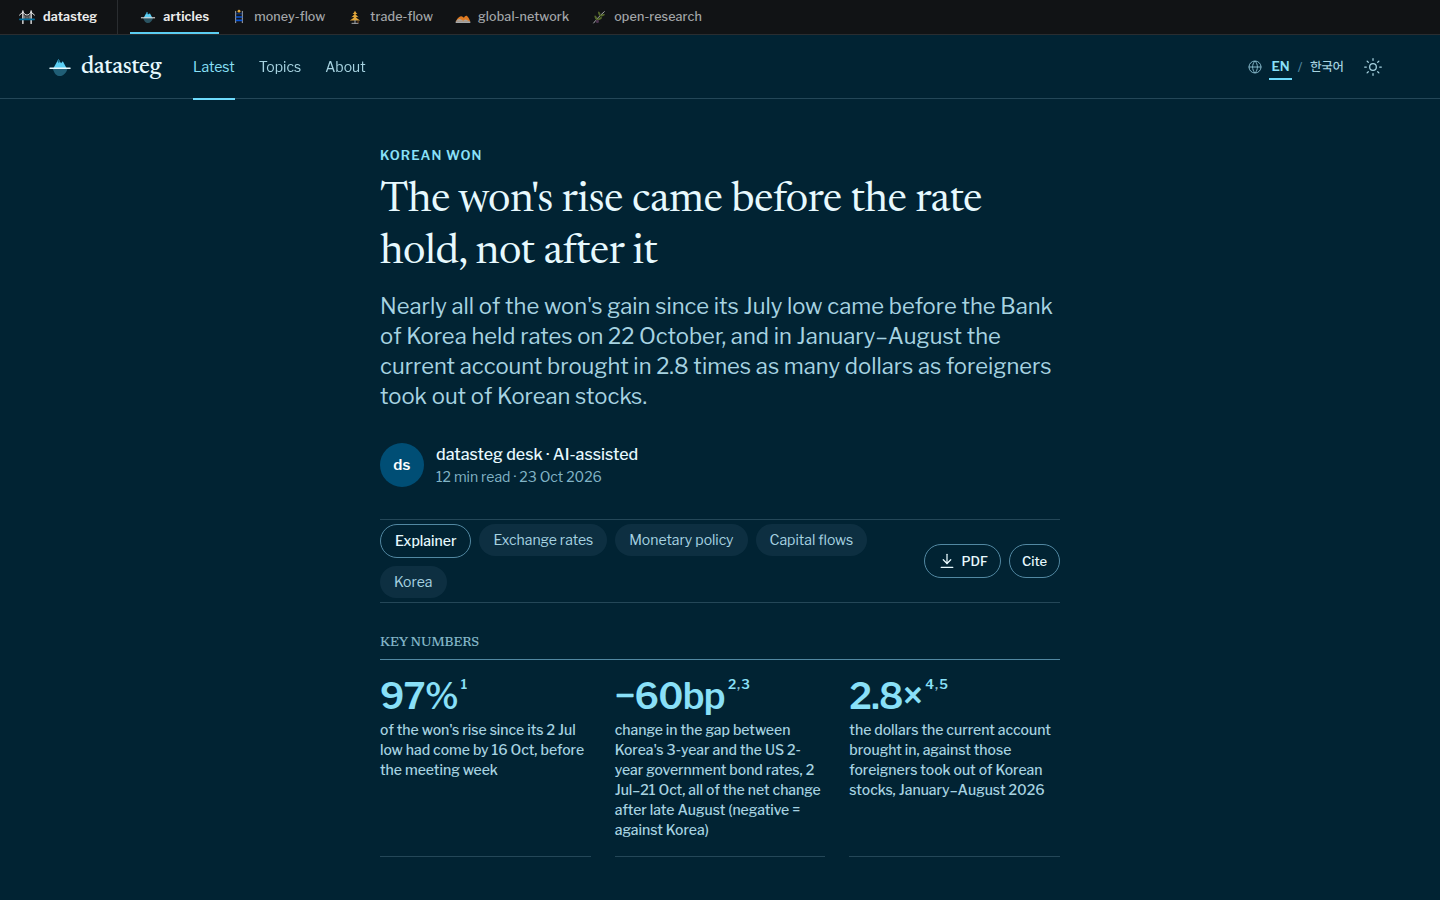 datasteg articles money-flow trade-flow global-network open-research
datasteg Latest Topics About EN / 한국어
KOREAN WON
The won's rise came before the rate
hold, not after it
Nearly all of the won's gain since its July low came before the Bank
of Korea held rates on 22 October, and in January–August the
current account brought in 2.8 times as many dollars as foreigners
took out of Korean stocks.
ds
datasteg desk · AI-assisted
12 min read · 23 Oct 2026
Explainer Exchange rates Monetary policy Capital flows
Korea
PDF Cite
KEY NUMBERS
97%1
of the won's rise since its 2 Jul
low had come by 16 Oct, before
the meeting week
−60bp2,3
change in the gap between
Korea's 3-year and the US 2-
year government bond rates, 2
Jul–21 Oct, all of the net change
after late August (negative =
against Korea)
2.8×4,5
the dollars the current account
brought in, against those
foreigners took out of Korean
stocks, January–August 2026